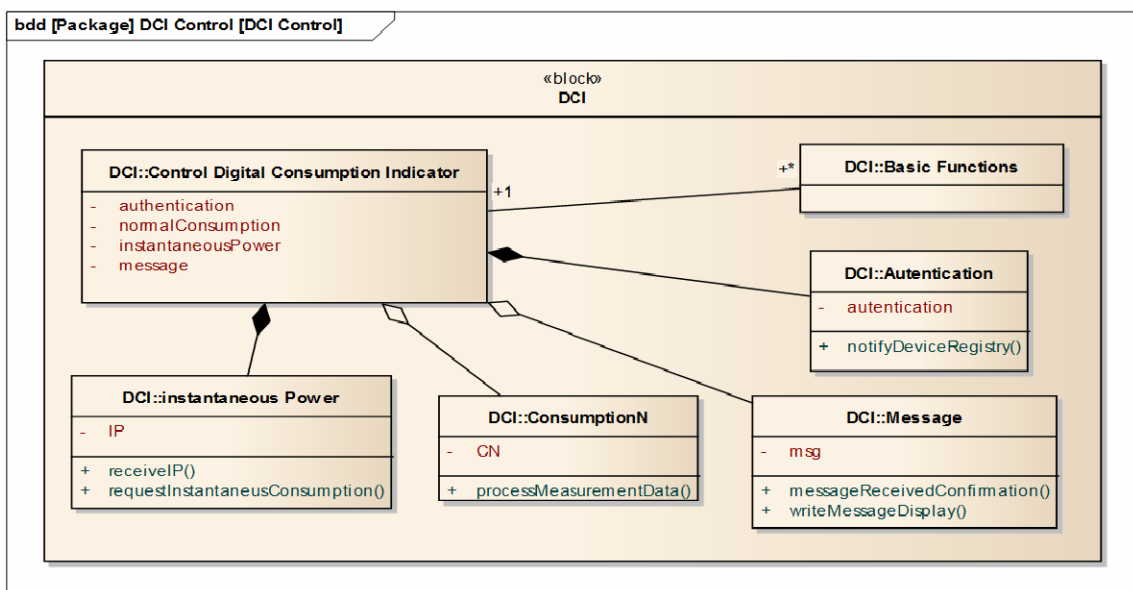 bdd [Package] DCI Control [DCI Control]
«block»
DCI
DCI::Control Digital Consumption Indicator
- authentication
- normalConsumption
- instantaneousPower
- message
+1
+*
DCI::Basic Functions
DCI::Autentication
- autentication
+ notifyDeviceRegistry()
DCI::instantaneous Power
- IP
+ receiveIP()
+ requestInstantaneusConsumption()
DCI::ConsumptionN
- CN
+ processMeasurementData()
DCI::Message
- msg
+ messageReceivedConfirmation()
+ writeMessageDisplay()